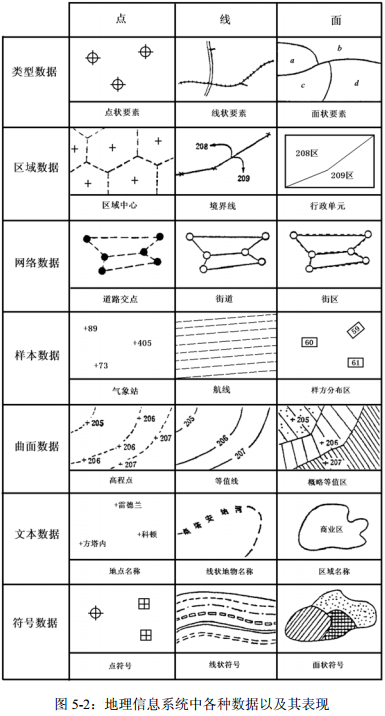 点 线 面
类型数据
a b c d
点状要素 线状要素 面状要素
区域数据
208 209
208区
209区
区域中心 境界线 行政单元
网络数据
道路交点 街道 街区
样本数据
+89
+405
+73
59
60
61
气象站 航线 样方分布区
曲面数据
+205 +206 +207
+206 +207
205 206 207
+205
+206
+207
高程点 等值线 概略等值区
文本数据
+雷德兰
+科顿
+方塔内
桑塔安纳河
商业区
地点名称 线状地物名称 区域名称
符号数据
点符号 线状符号 面状符号
图 5-2：地理信息系统中各种数据以及其表现